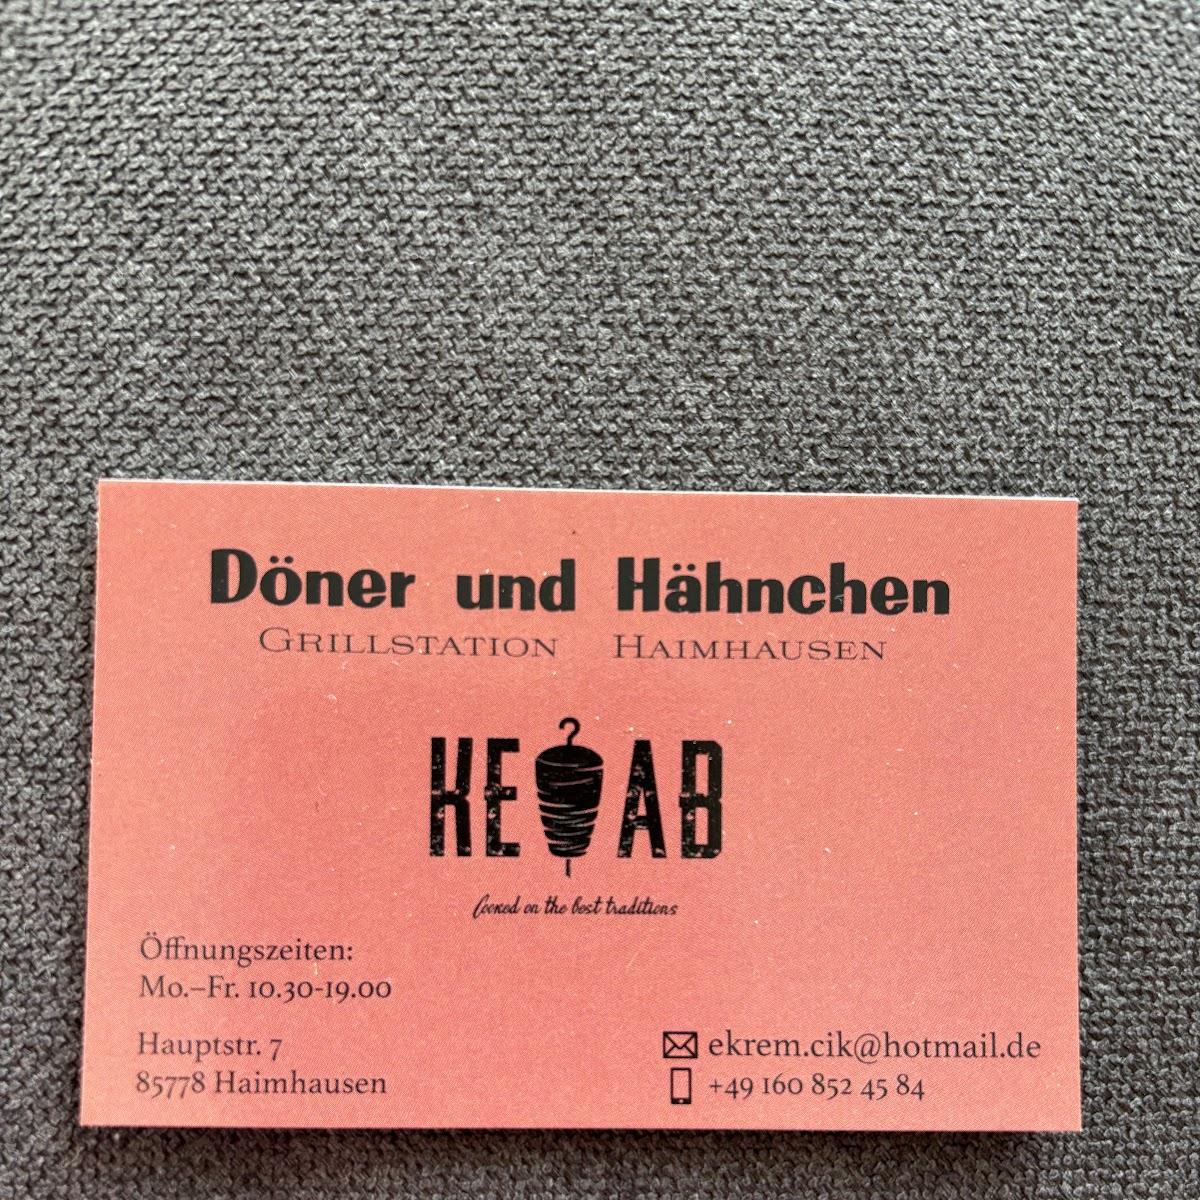 Döner und Hähnchen
Grillstation Haimhausen
KEBAB
Cooked on the best traditions
Öffnungszeiten:
Mo.–Fr. 10.30-19.00
Hauptstr. 7
85778 Haimhausen
ekrem.cik@hotmail.de
+49 160 852 45 84